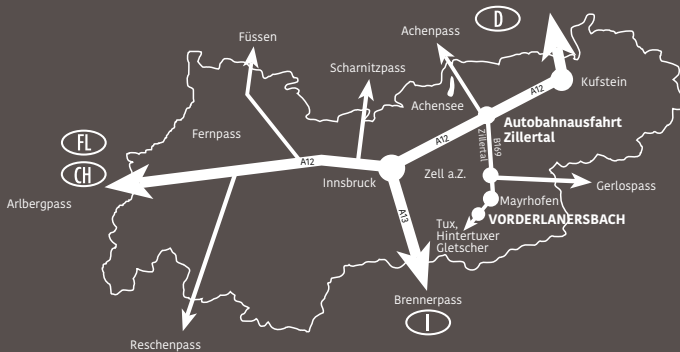 D
Füssen
Achenpass
Scharnitzpass
Kufstein
A12
Achensee
Autobahnausfahrt
Zillertal
Fernpass
FL
A12
B169
Zillertal
A12
CH
Innsbruck
Zell a.Z.
Gerlospass
Arlbergpass
Mayrhofen
A13
VORDERLANERSBACH
Tux,
Hintertuxer
Gletscher
Brennerpass
I
Reschenpass